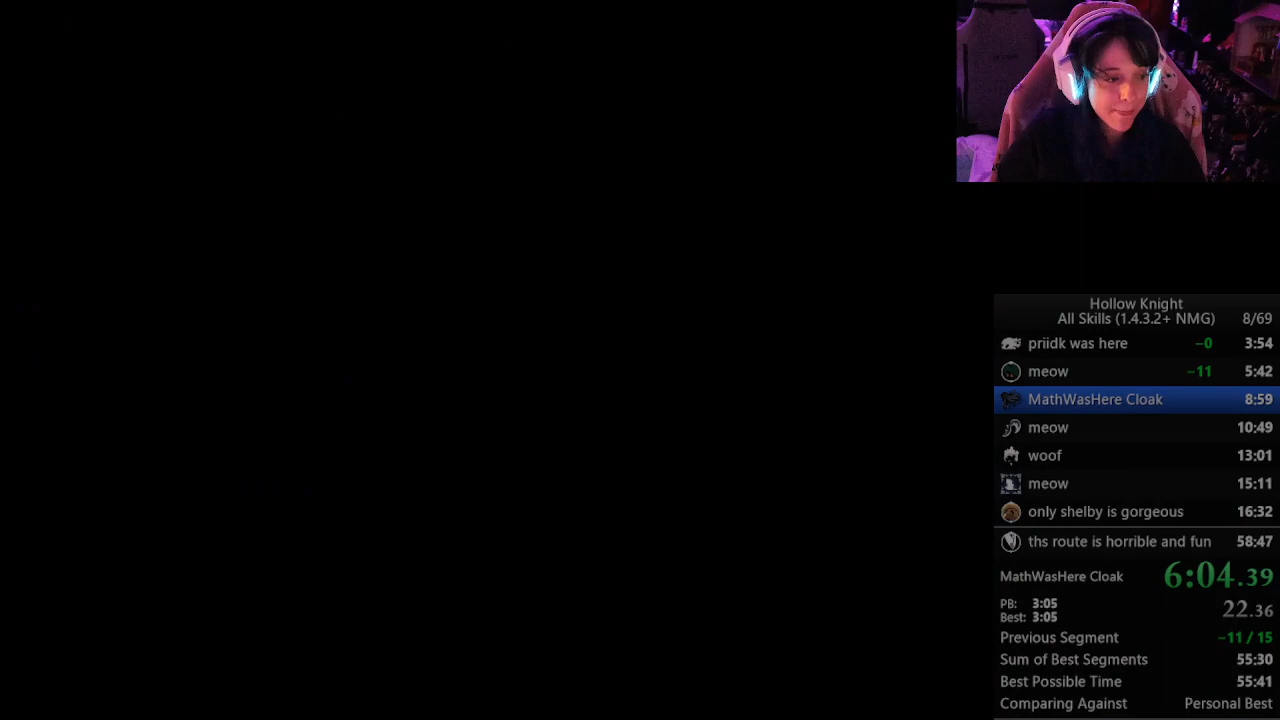 Hollow Knight
All Skills (1.4.3.2+ NMG) 8/69
priidk was here -0 3:54
meow -11 5:42
MathWasHere Cloak 8:59
meow 10:49
woof 13:01
meow 15:11
only shelby is gorgeous 16:32
ths route is horrible and fun 58:47
MathWasHere Cloak 6:04.39
PB: 3:05 22.36
Best: 3:05
Previous Segment -11 / 15
Sum of Best Segments 55:30
Best Possible Time 55:41
Comparing Against Personal Best